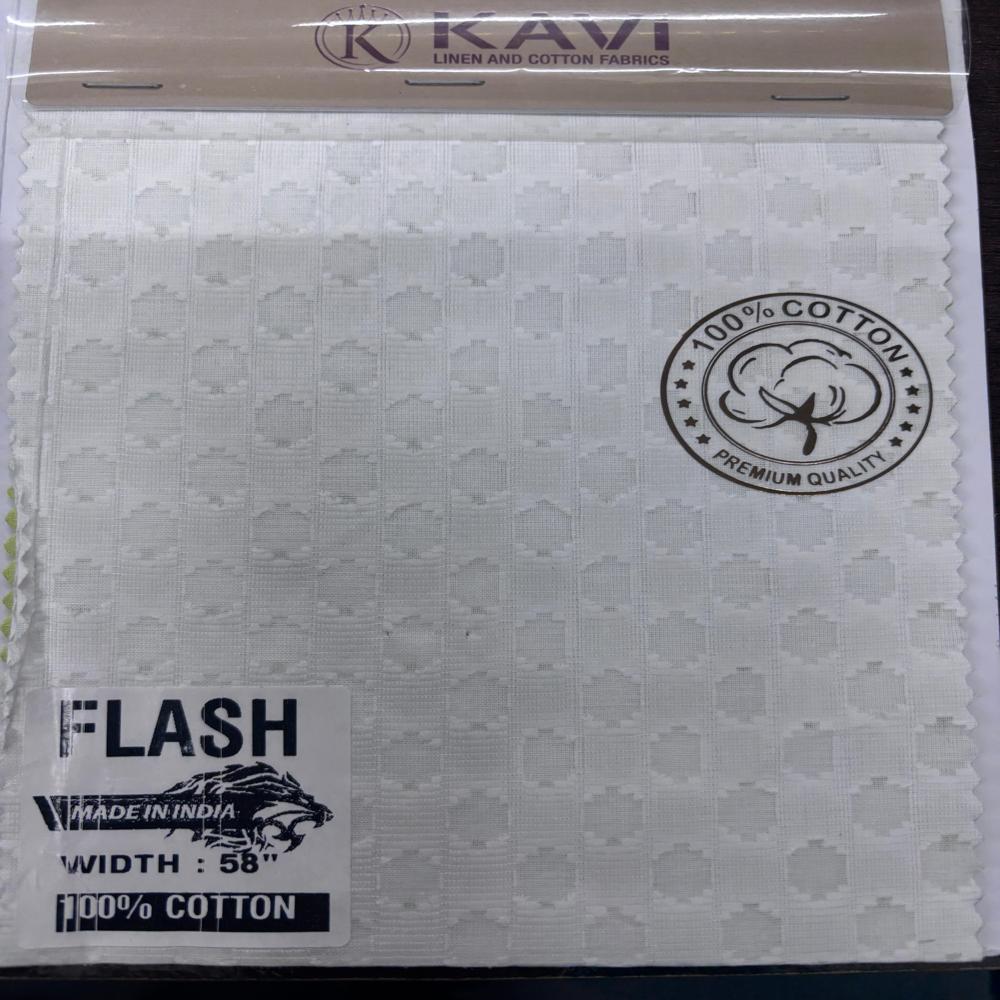 K KAVI
LINEN AND COTTON FABRICS
100% COTTON
PREMIUM QUALITY
FLASH
MADE IN INDIA
WIDTH : 58"
100% COTTON